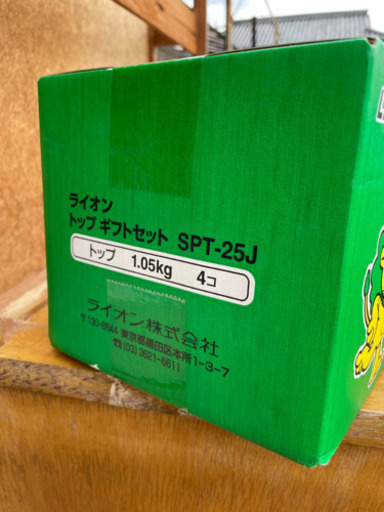 ライオン
トップ ギフトセット SPT-25J
トップ 1.05kg 4コ
ライオン株式会社
〒130-8644 東京都墨田区本所1-3-7
☎(03)3621-6611